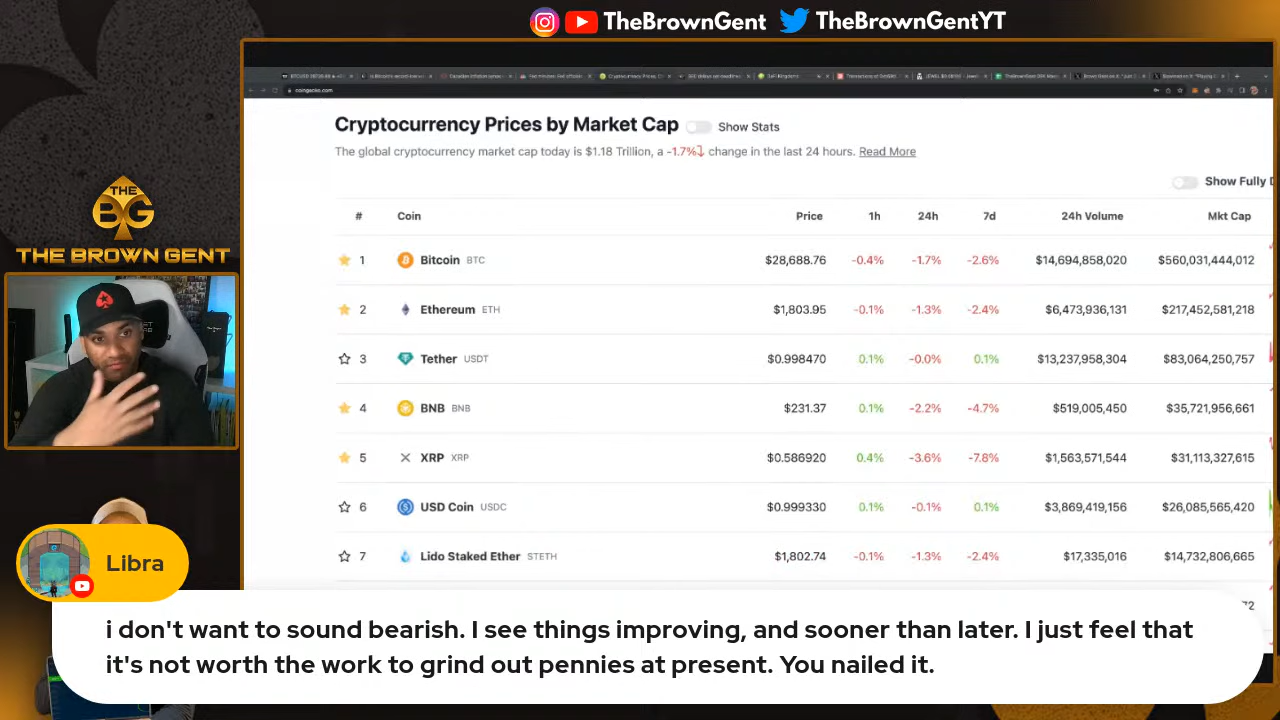 TheBrownGent TheBrownGentYT
coingecko.com
Cryptocurrency Prices by Market Cap Show Stats
The global cryptocurrency market cap today is $1.18 Trillion, a -1.7% change in the last 24 hours. Read More
Show Fully D
# Coin Price 1h 24h 7d 24h Volume Mkt Cap
1 Bitcoin BTC $28,688.76 -0.4% -1.7% -2.6% $14,694,858,020 $560,031,444,012
2 Ethereum ETH $1,803.95 -0.1% -1.3% -2.4% $6,473,936,131 $217,452,581,218
3 Tether USDT $0.998470 0.1% -0.0% 0.1% $13,237,958,304 $83,064,250,757
4 BNB BNB $231.37 0.1% -2.2% -4.7% $519,005,450 $35,721,956,661
5 XRP XRP $0.586920 0.4% -3.6% -7.8% $1,563,571,544 $31,113,327,615
6 USD Coin USDC $0.999330 0.1% -0.1% 0.1% $3,869,419,156 $26,085,565,420
7 Lido Staked Ether STETH $1,802.74 -0.1% -1.3% -2.4% $17,335,016 $14,732,806,665
72
THE
BG
THE BROWN GENT
Libra
i don't want to sound bearish. I see things improving, and sooner than later. I just feel that
it's not worth the work to grind out pennies at present. You nailed it.